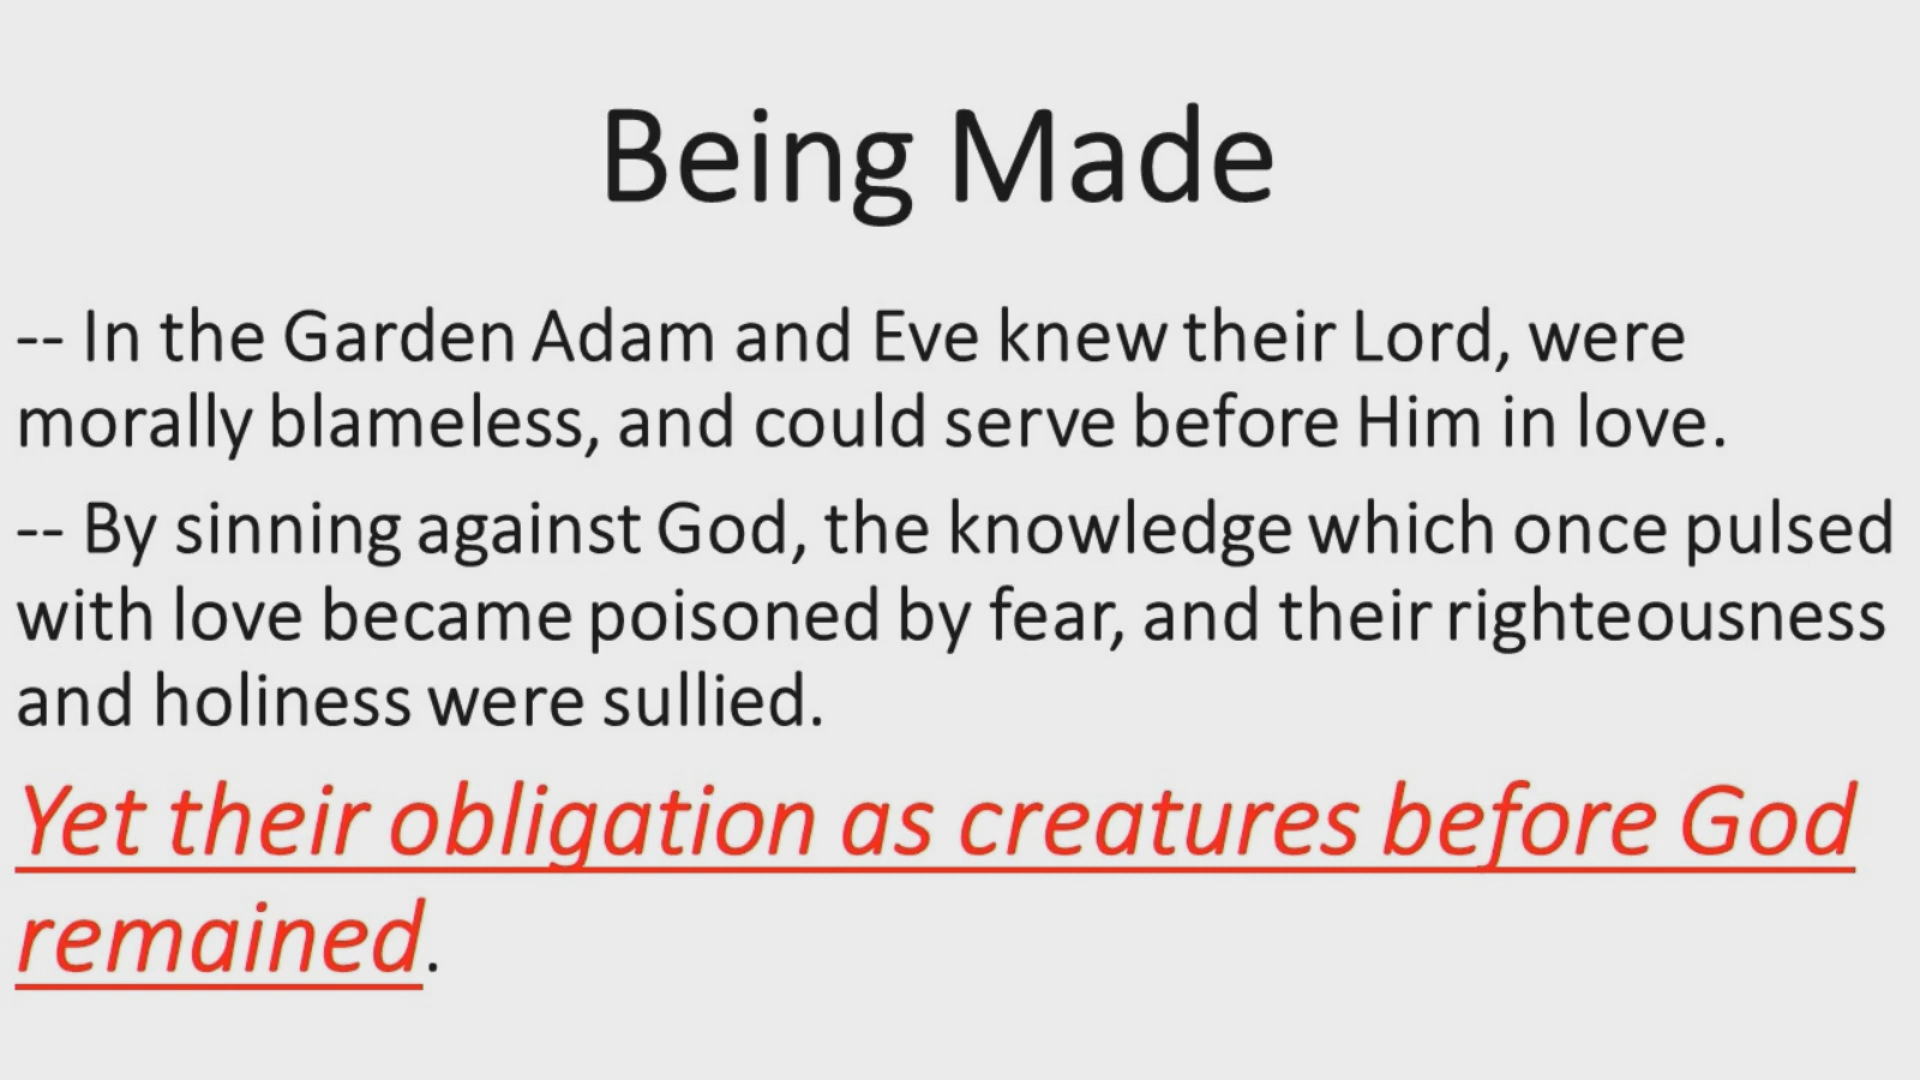 Being Made
-- In the Garden Adam and Eve knew their Lord, were
morally blameless, and could serve before Him in love.
-- By sinning against God, the knowledge which once pulsed
with love became poisoned by fear, and their righteousness
and holiness were sullied.
Yet their obligation as creatures before God
remained.